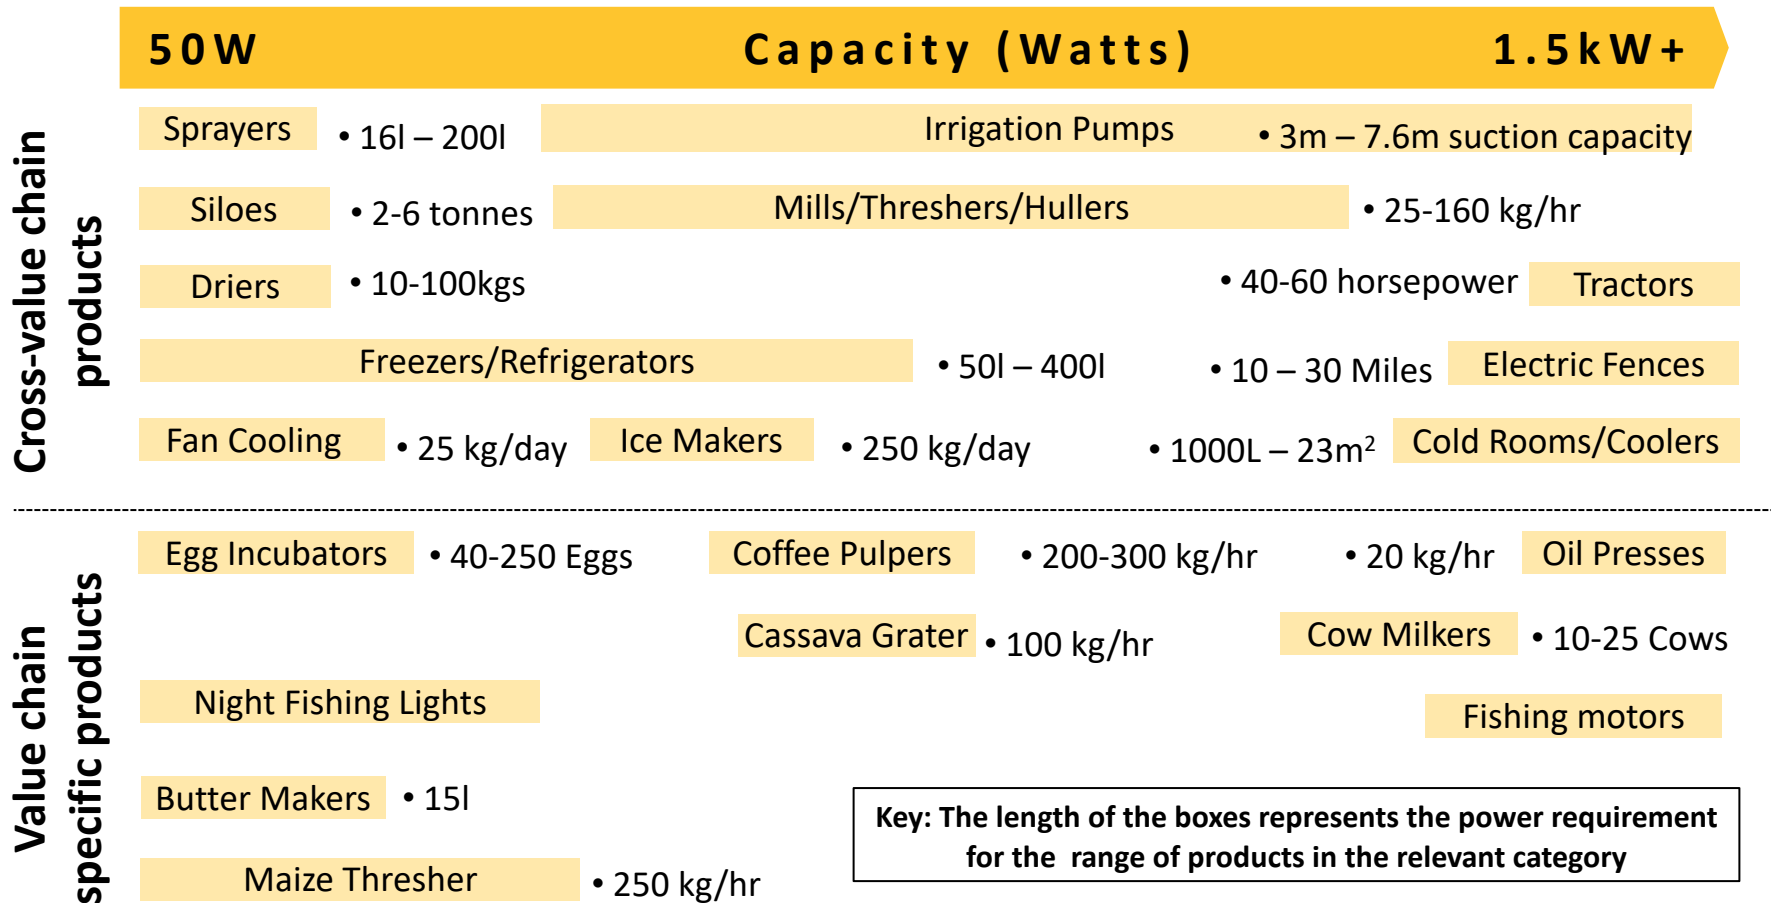 50W Capacity (Watts) 1.5kW+
Cross-value chain
products
Sprayers • 16l – 200l Irrigation Pumps • 3m – 7.6m suction capacity
Siloes • 2-6 tonnes Mills/Threshers/Hullers • 25-160 kg/hr
Driers • 10-100kgs • 40-60 horsepower Tractors
Freezers/Refrigerators • 50l – 400l • 10 – 30 Miles Electric Fences
Fan Cooling • 25 kg/day Ice Makers • 250 kg/day • 1000L – 23m² Cold Rooms/Coolers
Value chain
specific products
Egg Incubators • 40-250 Eggs Coffee Pulpers • 200-300 kg/hr • 20 kg/hr Oil Presses
Cassava Grater • 100 kg/hr Cow Milkers • 10-25 Cows
Night Fishing Lights Fishing motors
Butter Makers • 15l
Maize Thresher • 250 kg/hr
Key: The length of the boxes represents the power requirement
for the range of products in the relevant category